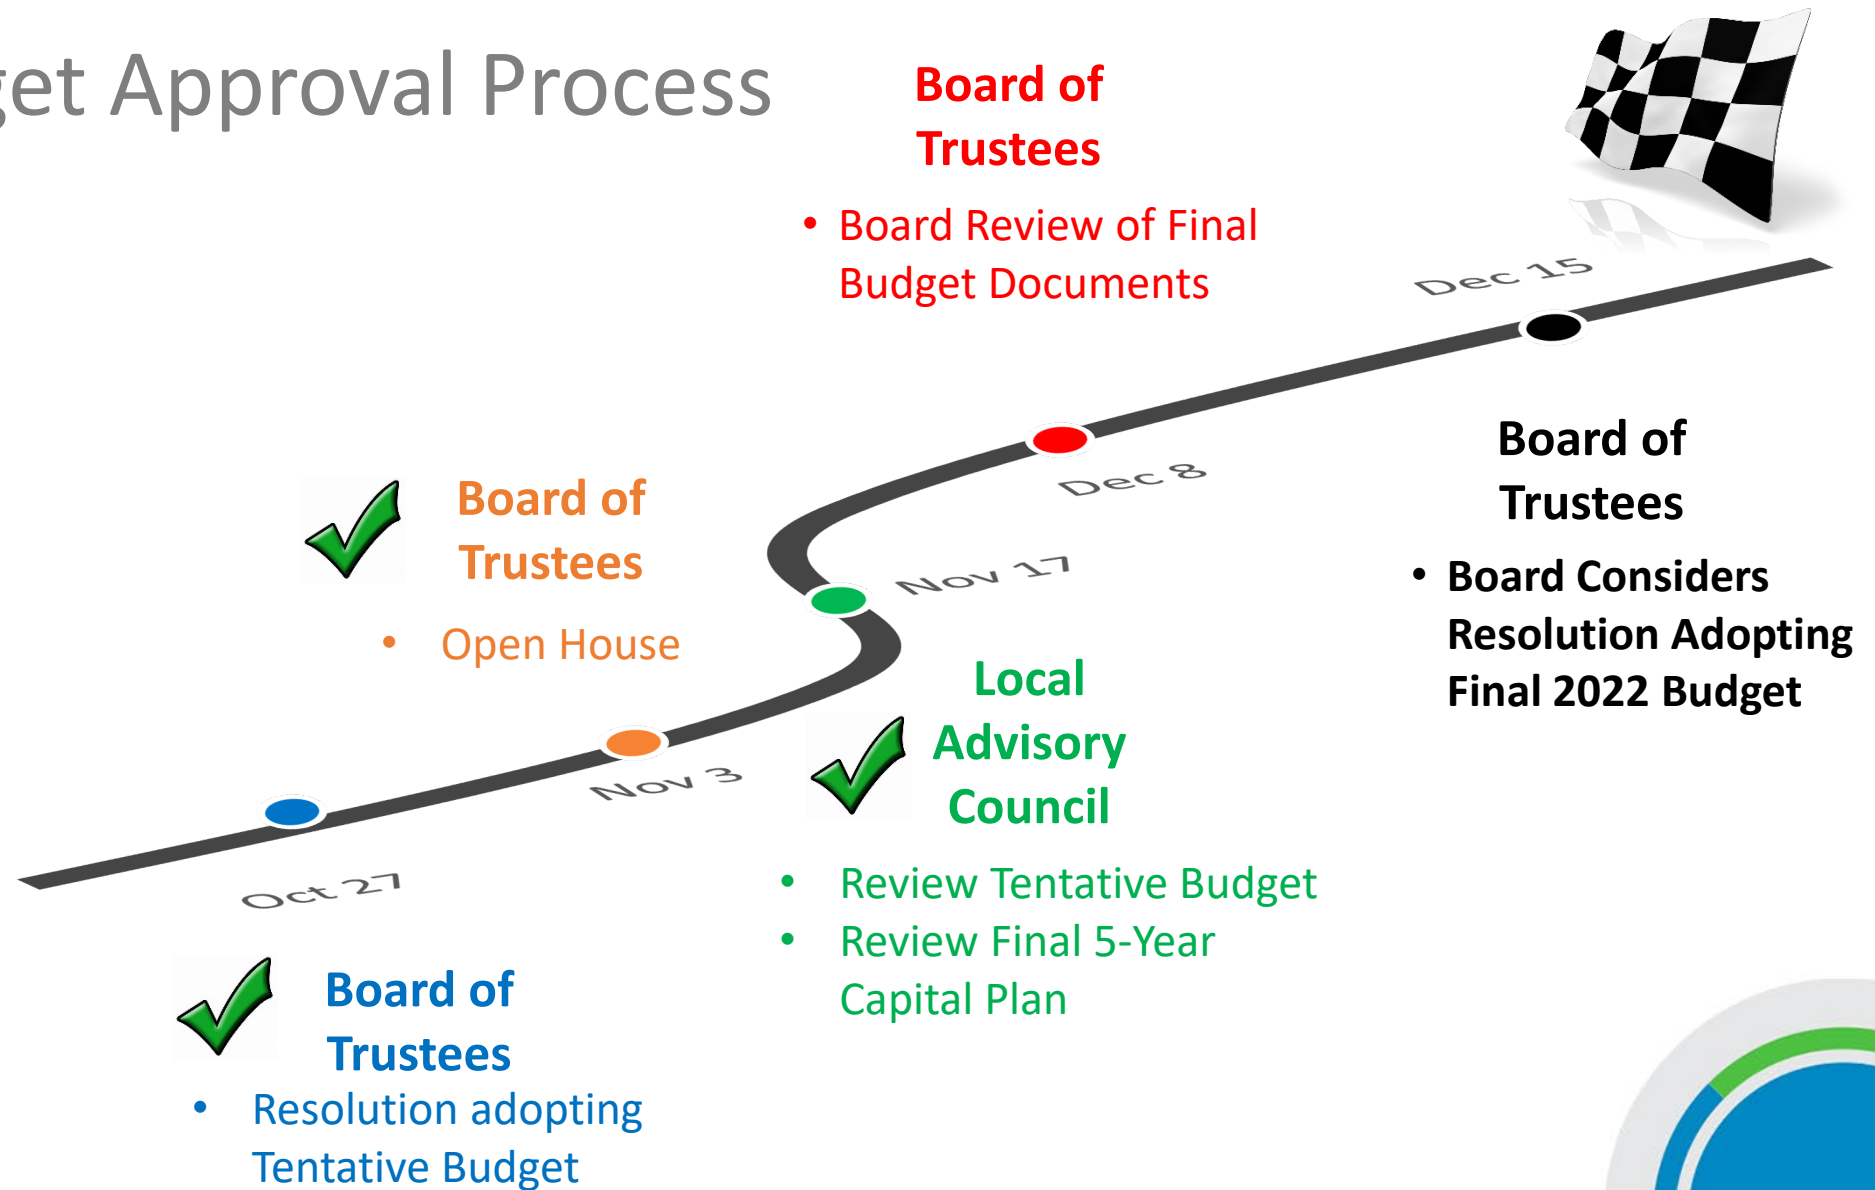 get Approval Process
Board of
Trustees
• Board Review of Final
Budget Documents
Dec 15
Dec 8
Board of
Trustees
• Board Considers
Resolution Adopting
Final 2022 Budget
Board of
Trustees
• Open House
Nov 17
Local
Advisory
Council
• Review Tentative Budget
• Review Final 5-Year
Capital Plan
Nov 3
Oct 27
Board of
Trustees
• Resolution adopting
Tentative Budget